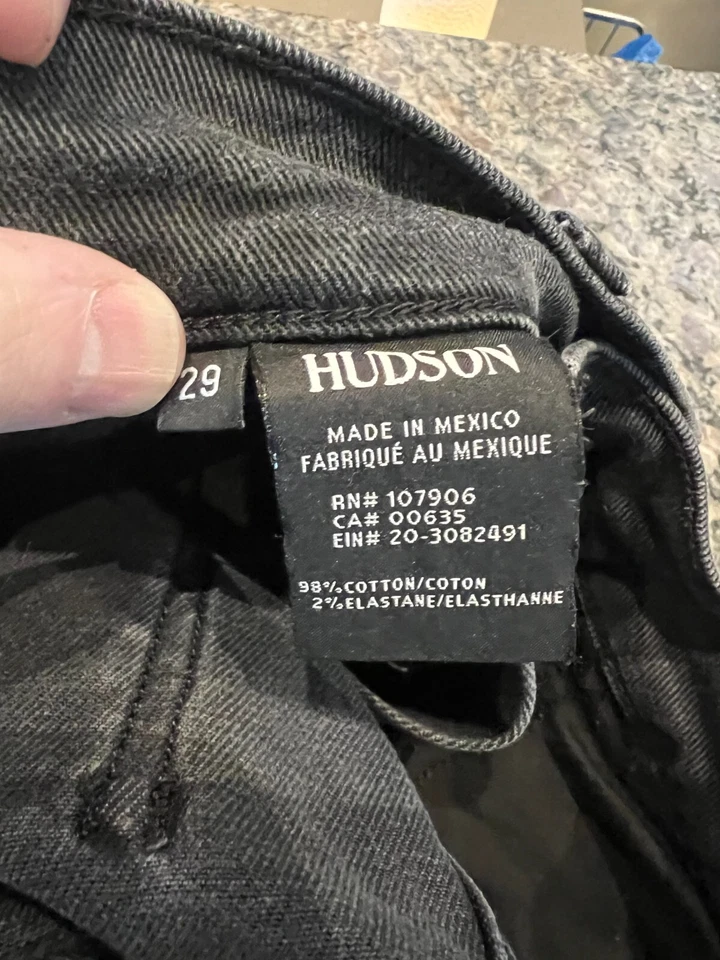 29
HUDSON
MADE IN MEXICO
FABRIQUÉ AU MEXIQUE
RN# 107906
CA# 00635
EIN# 20-3082491
98% COTTON/COTON
2% ELASTANE/ELASTHANNE